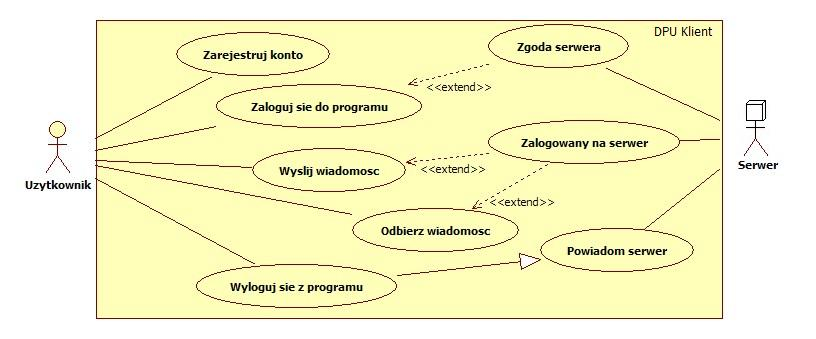 DPU Klient
Zarejestruj konto
Zgoda serwera
<<extend>>
Zaloguj sie do programu
Zalogowany na serwer
Serwer
Wyslij wiadomosc
<<extend>>
Uzytkownik
<<extend>>
Odbierz wiadomosc
Powiadom serwer
Wyloguj sie z programu